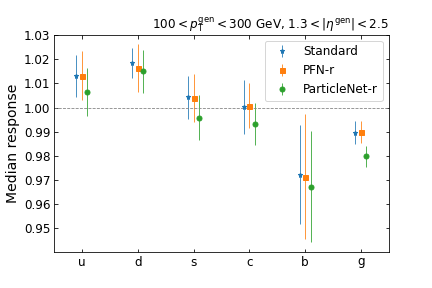 100 < p_T^gen < 300 GeV, 1.3 < |η^gen| < 2.5
Standard
PFN-r
ParticleNet-r
Median response
1.03
1.02
1.01
1.00
0.99
0.98
0.97
0.96
0.95
u d s c b g